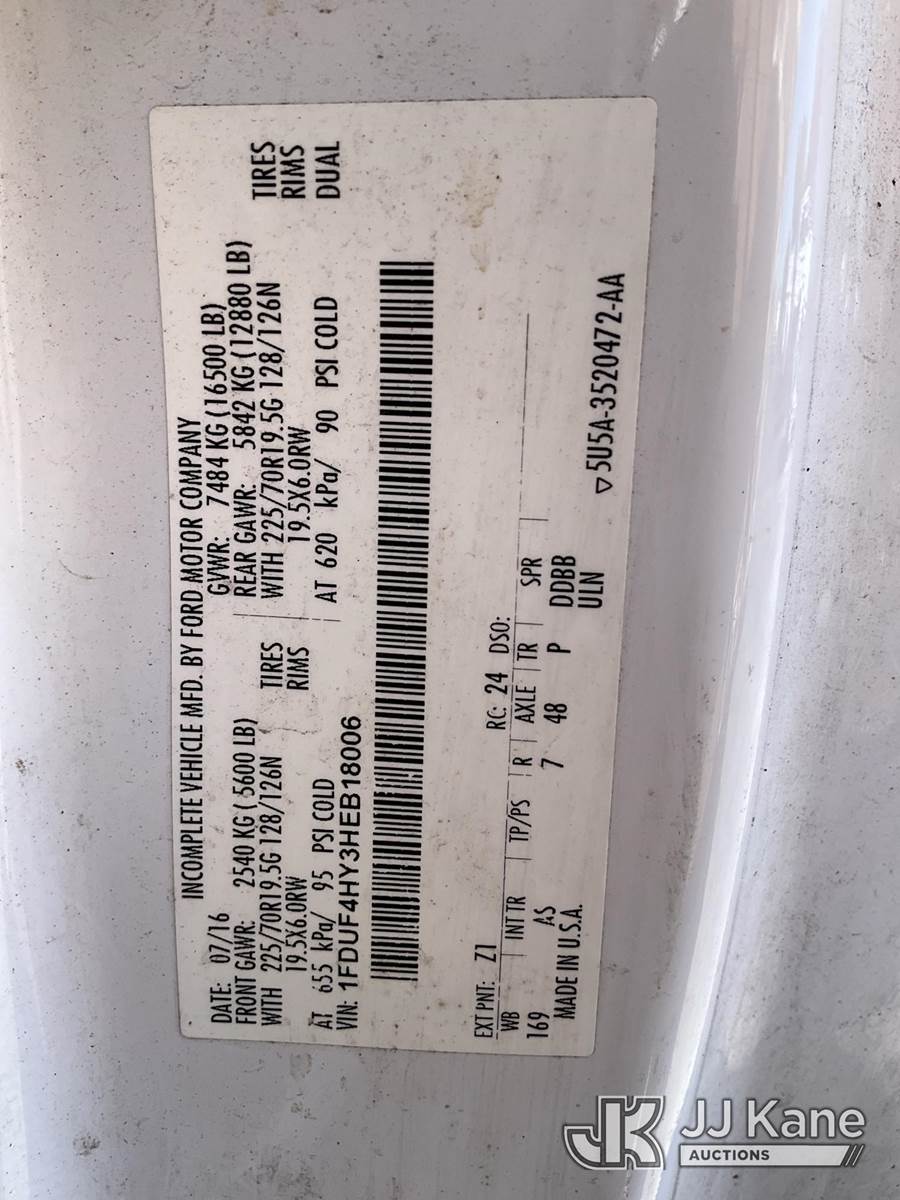 INCOMPLETE VEHICLE MFD. BY FORD MOTOR COMPANY
DATE: 07/16 GVWR: 7484 KG (16500 LB)
FRONT GAWR: 2540 KG (5600 LB) REAR GAWR: 5842 KG (12880 LB)
WITH 225/70R19.5G 128/126N TIRES WITH 225/70R19.5G 128/126N TIRES
19.5X6.0RW RIMS 19.5X6.0RW RIMS
AT 655 kPa/ 95 PSI COLD AT 620 kPa/ 90 PSI COLD DUAL
VIN: 1FDUF4HY3HEB18006
EXT PNT: Z1 RC: 24 DSO:
WB INT TR TP/PS R AXLE TR SPR
169 AS 7 48 P DDBB
MADE IN U.S.A. ULN
▽ 5U5A-3520472-AA
JK JJ Kane
AUCTIONS